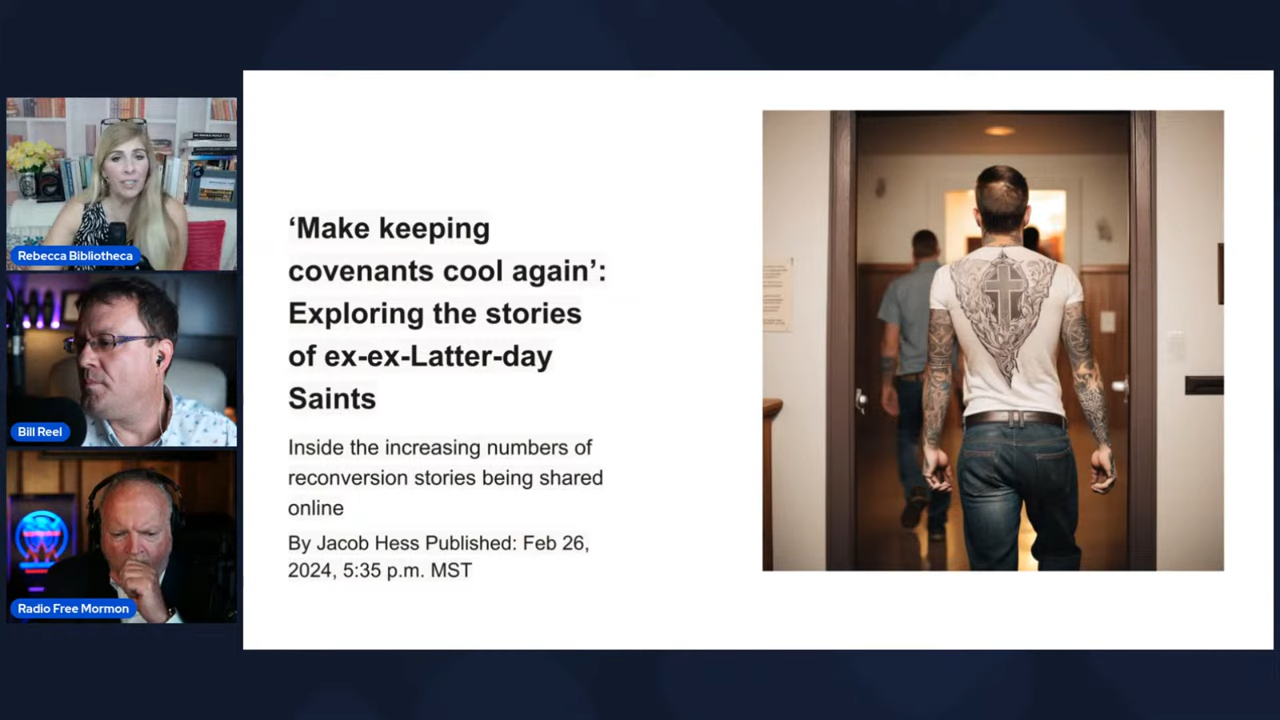 Rebecca Bibliotheca
Bill Reel
Radio Free Mormon
‘Make keeping
covenants cool again’:
Exploring the stories
of ex-ex-Latter-day
Saints
Inside the increasing numbers of
reconversion stories being shared
online
By Jacob Hess Published: Feb 26,
2024, 5:35 p.m. MST